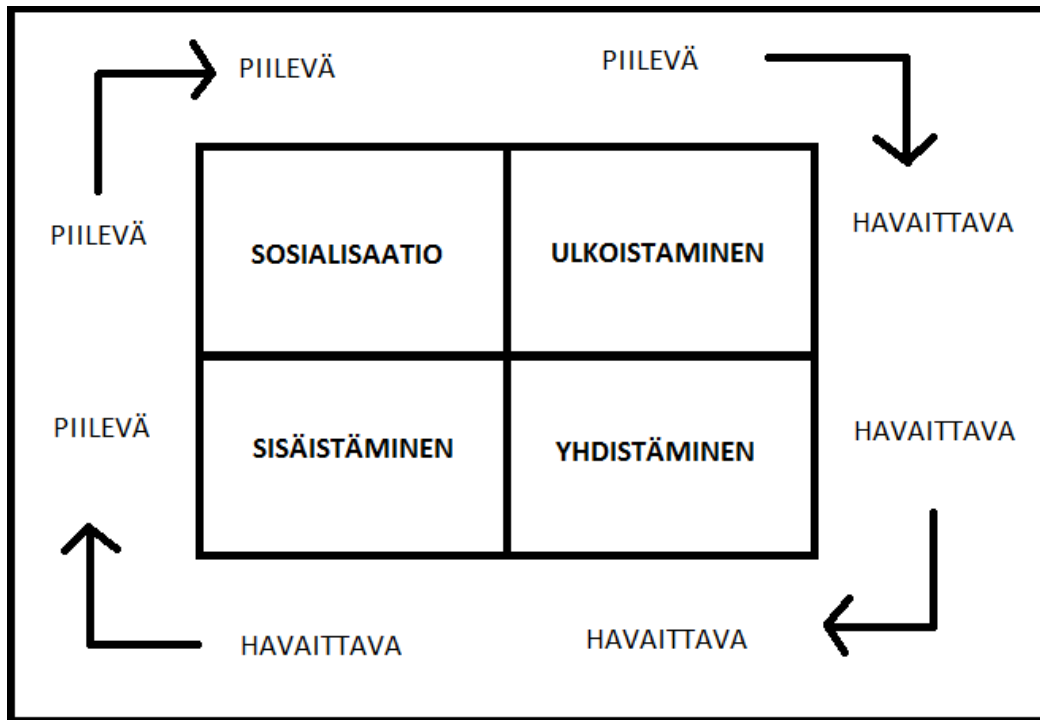 PIILEVÄ PIILEVÄ
PIILEVÄ HAVAITTAVA
SOSIALISAATIO ULKOISTAMINEN
PIILEVÄ HAVAITTAVA
SISÄISTÄMINEN YHDISTÄMINEN
HAVAITTAVA HAVAITTAVA